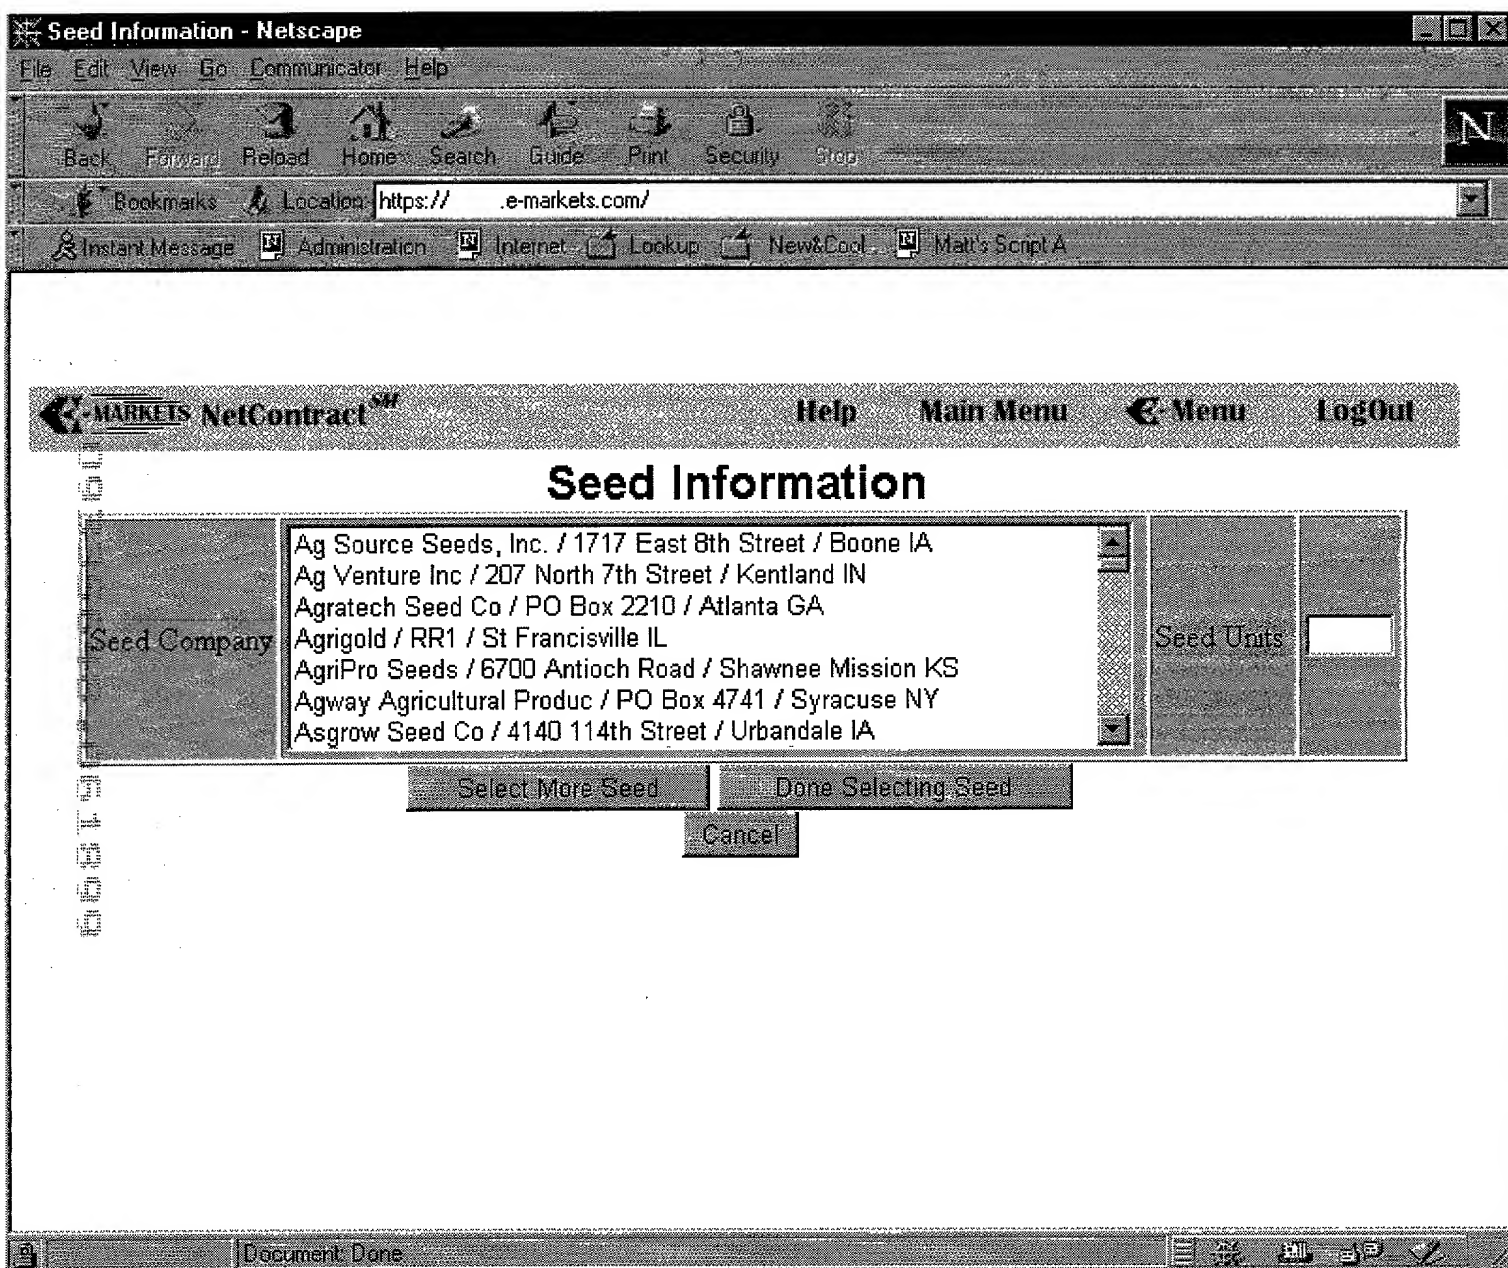 Seed Information - Netscape
File Edit View Go Communicator Help
Back Forward Reload Home Search Guide Print Security Stop
Bookmarks Location: https:// .e-markets.com/
Instant Message Administration Internet Lookup New&Cool Matt's Script A
-MARKETS NetContract SM Help Main Menu -Menu LogOut
Seed Information
Ag Source Seeds, Inc. / 1717 East 8th Street / Boone IA
Ag Venture Inc / 207 North 7th Street / Kentland IN
Agratech Seed Co / PO Box 2210 / Atlanta GA
Seed Company Agrigold / RR1 / St Francisville IL Seed Units
AgriPro Seeds / 6700 Antioch Road / Shawnee Mission KS
Agway Agricultural Produc / PO Box 4741 / Syracuse NY
Asgrow Seed Co / 4140 114th Street / Urbandale IA
Select More Seed Done Selecting Seed
Cancel
Document: Done